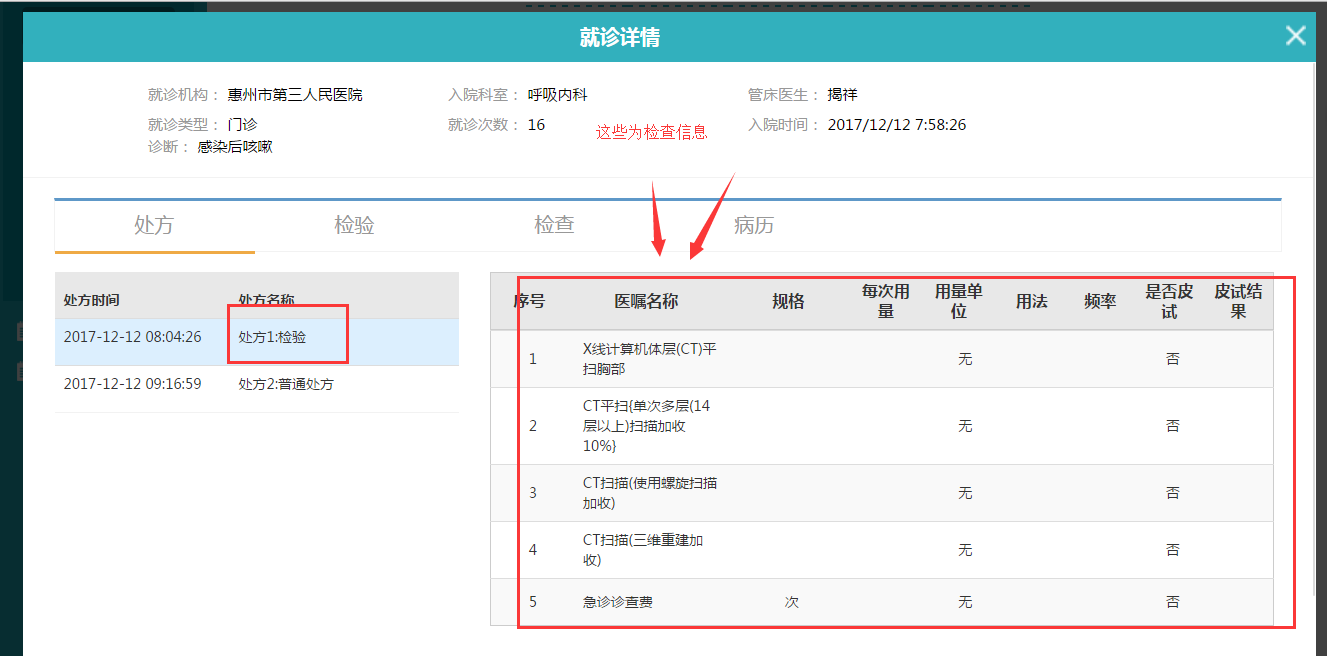 就诊详情
就诊机构： 惠州市第三人民医院 入院科室： 呼吸内科 管床医生： 揭祥
就诊类型： 门诊 就诊次数： 16 入院时间： 2017/12/12 7:58:26
这些为检查信息
诊断： 感染后咳嗽
处方 检验 检查 病历
处方时间 处方名称
2017-12-12 08:04:26 处方1:检验
2017-12-12 09:16:59 处方2:普通处方
序号 医嘱名称 规格 每次用量 用量单位 用法 频率 是否皮试 皮试结果
1 X线计算机体层(CT)平
扫胸部 无 否
2 CT平扫{单次多层(14
层以上)扫描加收
10%} 无 否
3 CT扫描(使用螺旋扫描
加收) 无 否
4 CT扫描(三维重建加
收) 无 否
5 急诊诊查费 次 无 否